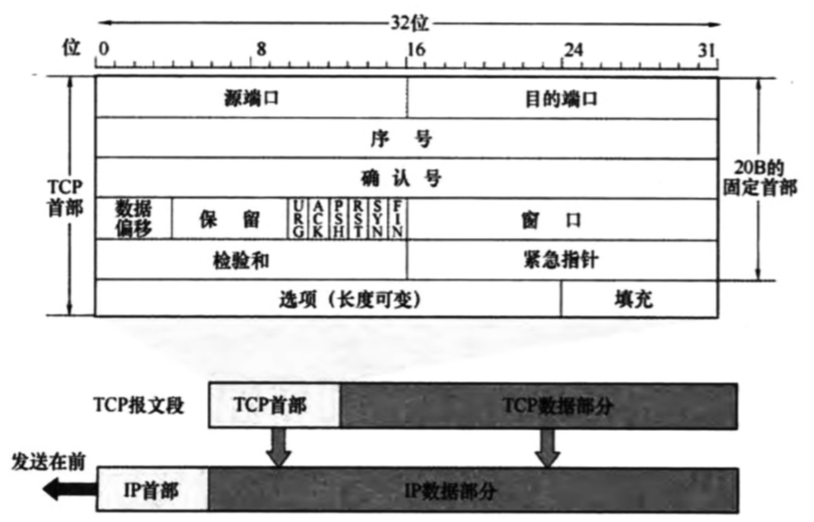 32位
位 0 8 16 24 31
源端口 目的端口
序 号
确 认 号
TCP
首部
20B的
固定首部
数据
偏移
保 留
URG
ACK
PSH
RST
SYN
FIN
窗 口
检验和 紧急指针
选项（长度可变） 填充
TCP报文段 TCP首部 TCP数据部分
发送在前
IP首部 IP数据部分